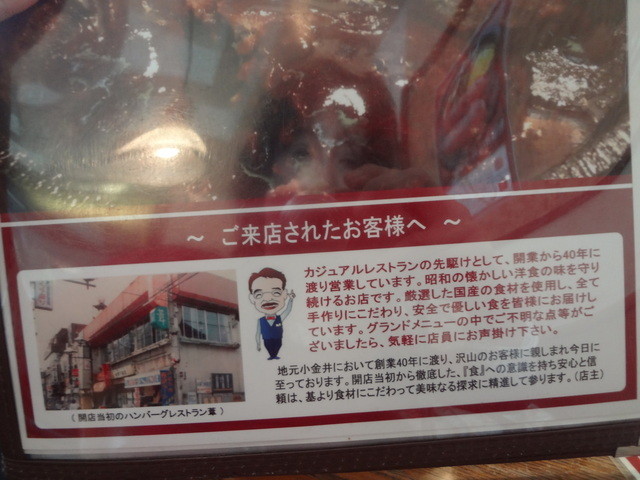 ～ ご来店されたお客様へ ～
カジュアルレストランの先駆けとして、開業から40年に
渡り営業しています。昭和の懐かしい洋食の味を守り
続けるお店です。厳選した国産の食材を使用し、全て
手作りにこだわり、安全で優しい食を皆様にお届けし
ています。グランドメニューの中でご不明な点等がご
ざいましたら、気軽に店員にお声掛け下さい。
地元小金井において創業40年に渡り、沢山のお客様に親しまれ今日に
至っております。開店当初から徹底した、『食』への意識を持ち安心と信
頼は、基より食材にこだわって美味なる探求に精進して参ります。（店主）
（ 開店当初のハンバーグレストラン葦 ）